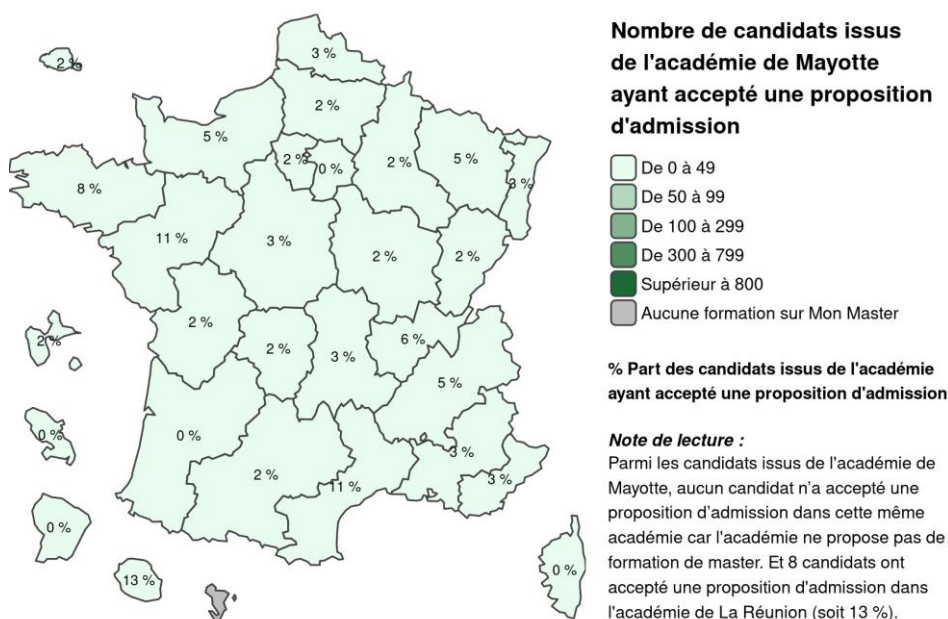 Nombre de candidats issus
de l'académie de Mayotte
ayant accepté une proposition
d'admission
De 0 à 49
De 50 à 99
De 100 à 299
De 300 à 799
Supérieur à 800
Aucune formation sur Mon Master
% Part des candidats issus de l'académie
ayant accepté une proposition d'admission
Note de lecture :
Parmi les candidats issus de l'académie de
Mayotte, aucun candidat n’a accepté une
proposition d’admission dans cette même
académie car l'académie ne propose pas de
formation de master. Et 8 candidats ont
accepté une proposition d'admission dans
l'académie de La Réunion (soit 13 %).
3 %
2 %
2 %
5 %
2 %
0 %
2 %
5 %
3 %
8 %
11 %
3 %
2 %
2 %
2 %
2 %
3 %
6 %
5 %
2 %
0 %
0 %
2 %
11 %
3 %
3 %
0 %
13 %
0 %